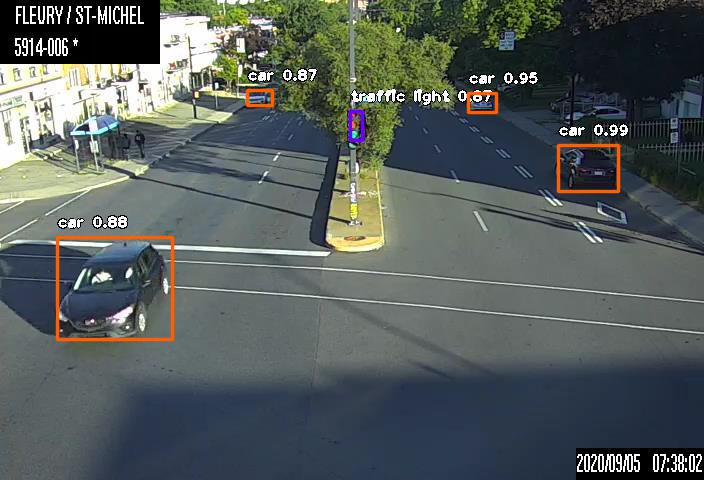 FLEURY / ST-MICHEL
5914-006 *
car 0.87
car 0.95
traffic light 0.67
car 0.99
car 0.88
2020/09/05 07:38:02